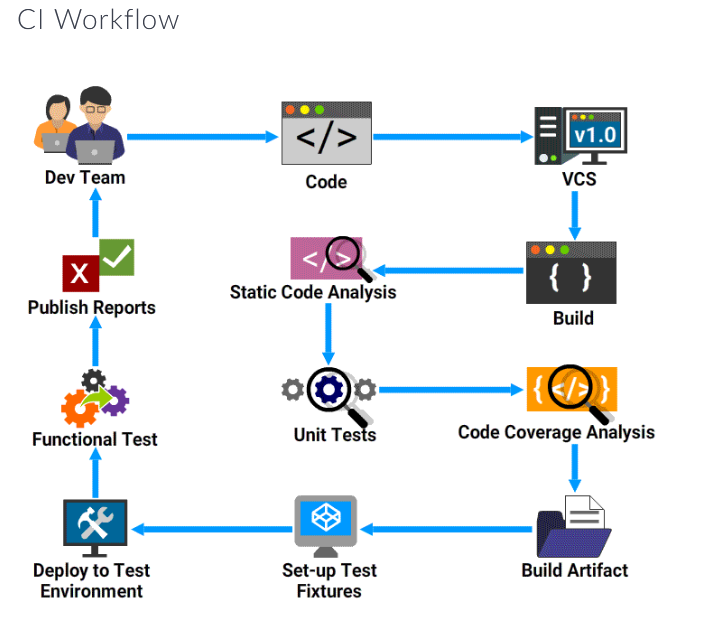 CI Workflow
</>
v1.0
Dev Team
Code
VCS
</>
{ }
X
Static Code Analysis
Publish Reports
Build
{</>}
Functional Test
Unit Tests
Code Coverage Analysis
Deploy to Test
Environment
Set-up Test
Fixtures
Build Artifact